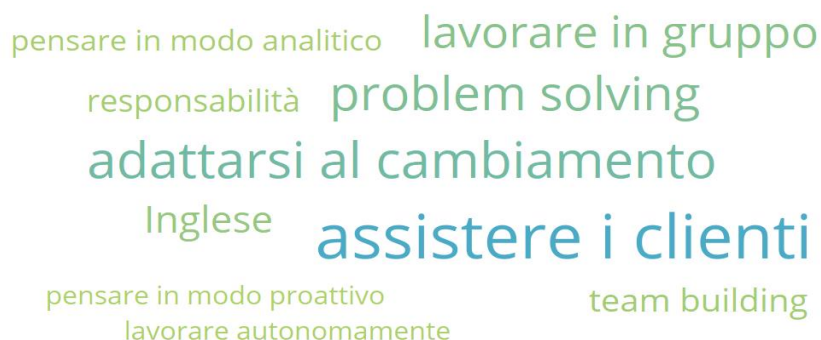 pensare in modo analitico
lavorare in gruppo
responsabilità
problem solving
adattarsi al cambiamento
Inglese
assistere i clienti
pensare in modo proattivo
team building
lavorare autonomamente